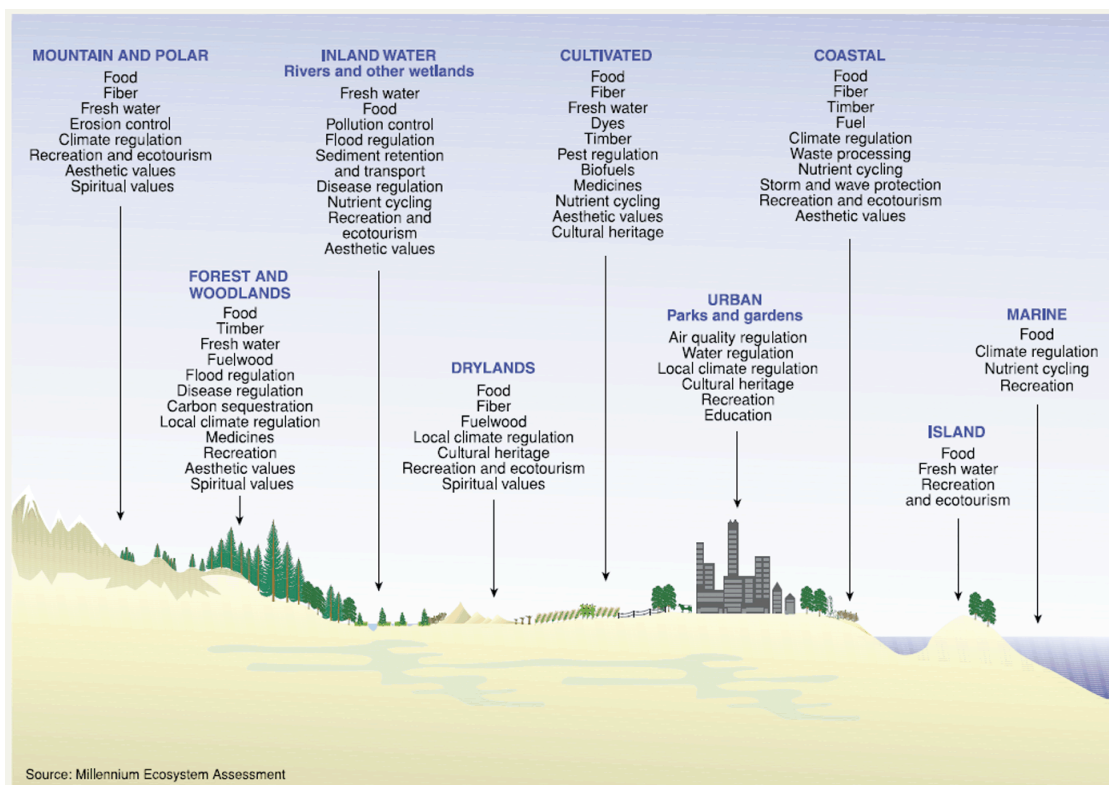 MOUNTAIN AND POLAR
Food
Fiber
Fresh water
Erosion control
Climate regulation
Recreation and ecotourism
Aesthetic values
Spiritual values
INLAND WATER
Rivers and other wetlands
Fresh water
Food
Pollution control
Flood regulation
Sediment retention
and transport
Disease regulation
Nutrient cycling
Recreation and
ecotourism
Aesthetic values
CULTIVATED
Food
Fiber
Fresh water
Dyes
Timber
Pest regulation
Biofuels
Medicines
Nutrient cycling
Aesthetic values
Cultural heritage
COASTAL
Food
Fiber
Timber
Fuel
Climate regulation
Waste processing
Nutrient cycling
Storm and wave protection
Recreation and ecotourism
Aesthetic values
FOREST AND
WOODLANDS
Food
Timber
Fresh water
Fuelwood
Flood regulation
Disease regulation
Carbon sequestration
Local climate regulation
Medicines
Recreation
Aesthetic values
Spiritual values
DRYLANDS
Food
Fiber
Fuelwood
Local climate regulation
Cultural heritage
Recreation and ecotourism
Spiritual values
URBAN
Parks and gardens
Air quality regulation
Water regulation
Local climate regulation
Cultural heritage
Recreation
Education
MARINE
Food
Climate regulation
Nutrient cycling
Recreation
ISLAND
Food
Fresh water
Recreation
and ecotourism
Source: Millennium Ecosystem Assessment